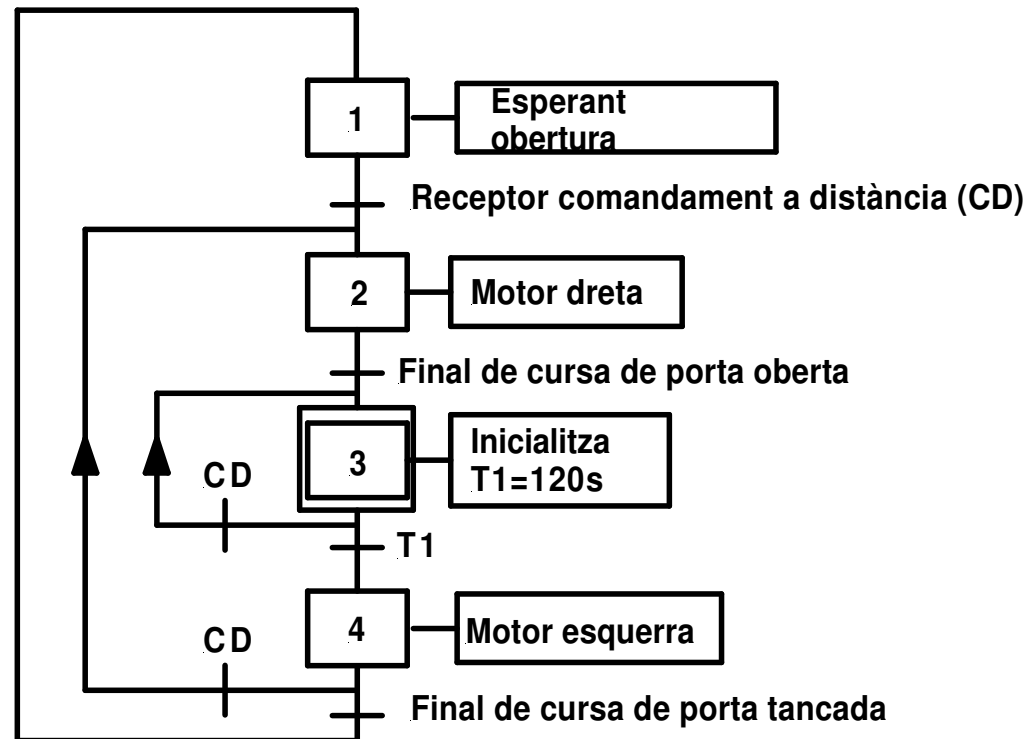 1
Esperant
obertura
Receptor comandament a distància (CD)
2
Motor dreta
Final de cursa de porta oberta
3
Inicialitza
T1=120s
CD
T1
4
Motor esquerra
CD
Final de cursa de porta tancada